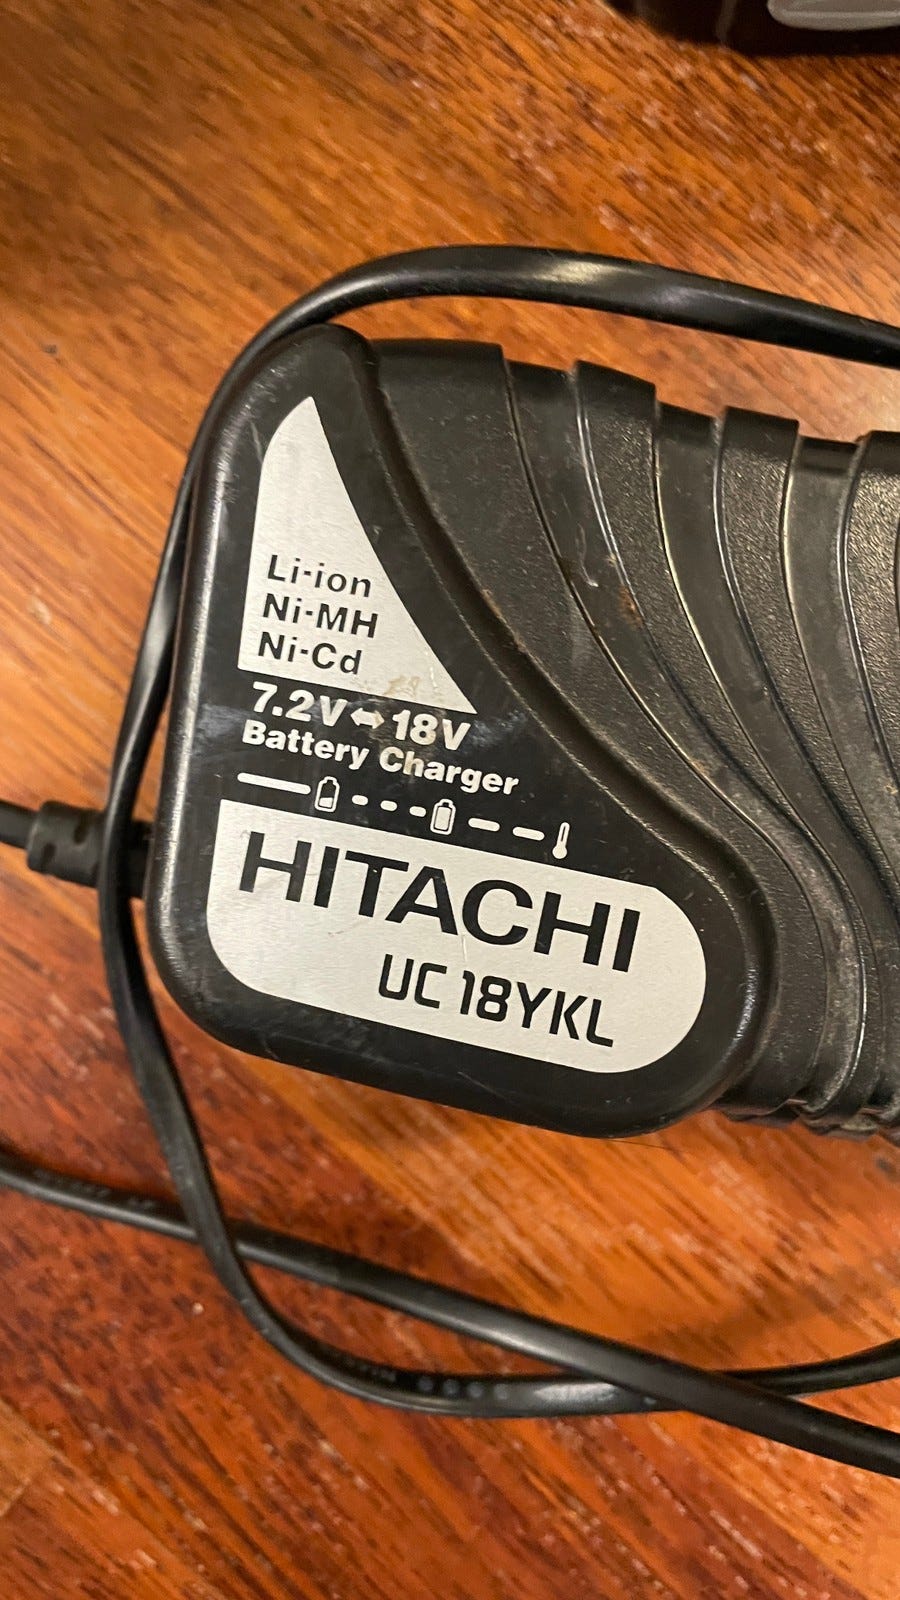 Li-ion
Ni-MH
Ni-Cd
7.2V↔18V
Battery Charger
HITACHI
UC 18YKL